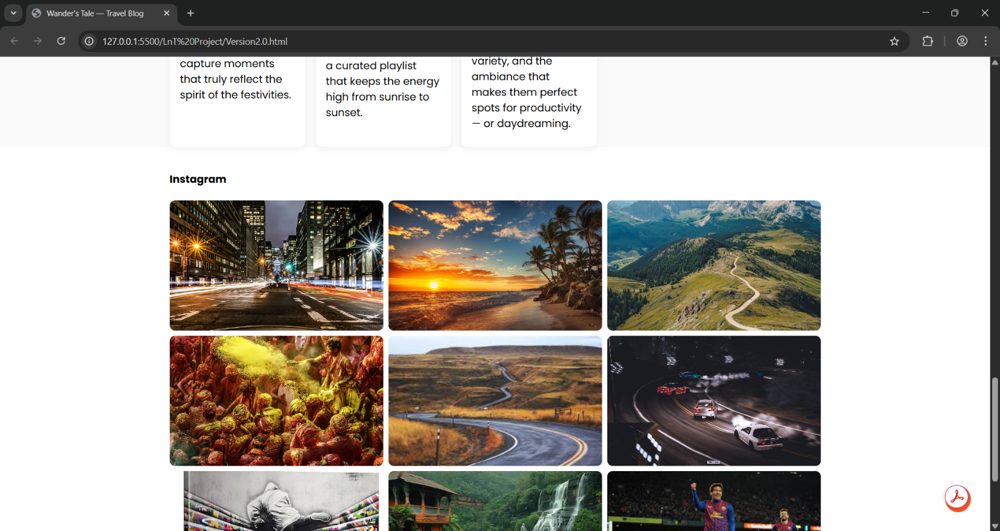 Wander's Tale — Travel Blog
127.0.0.1:5500/LnT%20Project/Version2.0.html
capture moments
that truly reflect the
spirit of the festivities.
a curated playlist
that keeps the energy
high from sunrise to
sunset.
variety, and the
ambiance that
makes them perfect
spots for productivity
— or daydreaming.
Instagram